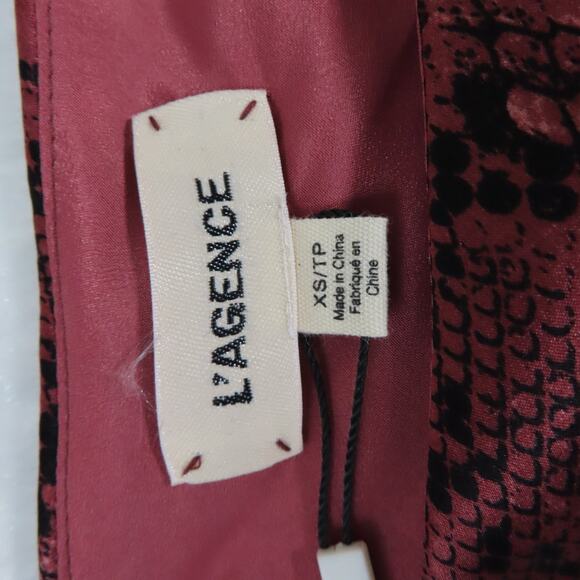 L'AGENCE
XS/TP
Made in China
Fabriqué en
Chine